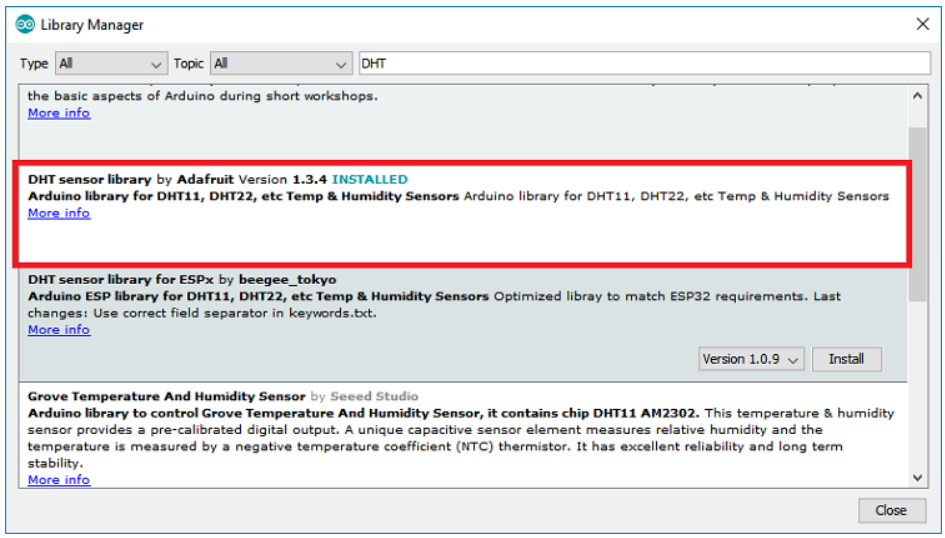 Library Manager
Type All Topic All DHT
the basic aspects of Arduino during short workshops.
More info
DHT sensor library by Adafruit Version 1.3.4 INSTALLED
Arduino library for DHT11, DHT22, etc Temp & Humidity Sensors Arduino library for DHT11, DHT22, etc Temp & Humidity Sensors
More info
DHT sensor library for ESPx by beegee_tokyo
Arduino ESP library for DHT11, DHT22, etc Temp & Humidity Sensors Optimized libray to match ESP32 requirements. Last
changes: Use correct field separator in keywords.txt.
More info
Version 1.0.9 Install
Grove Temperature And Humidity Sensor by Seeed Studio
Arduino library to control Grove Temperature And Humidity Sensor, it contains chip DHT11 AM2302. This temperature & humidity
sensor provides a pre-calibrated digital output. A unique capacitive sensor element measures relative humidity and the
temperature is measured by a negative temperature coefficient (NTC) thermistor. It has excellent reliability and long term
stability.
More info
Close